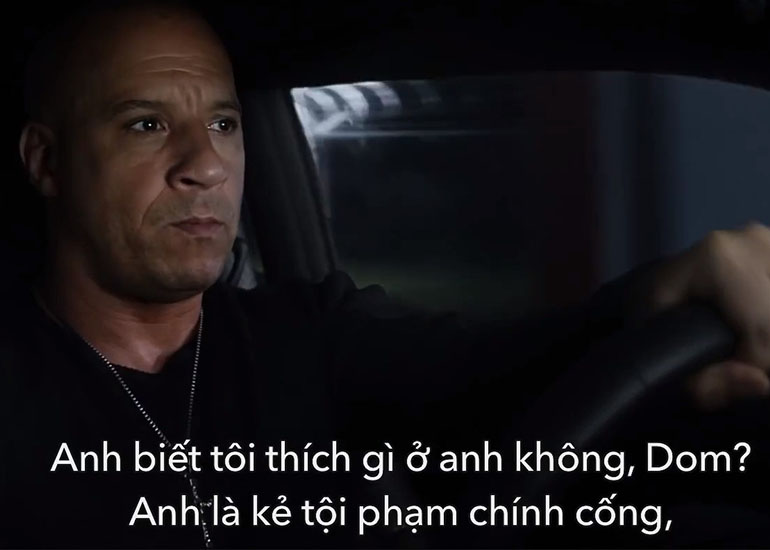 Anh biết tôi thích gì ở anh không, Dom?
Anh là kẻ tội phạm chính cống,